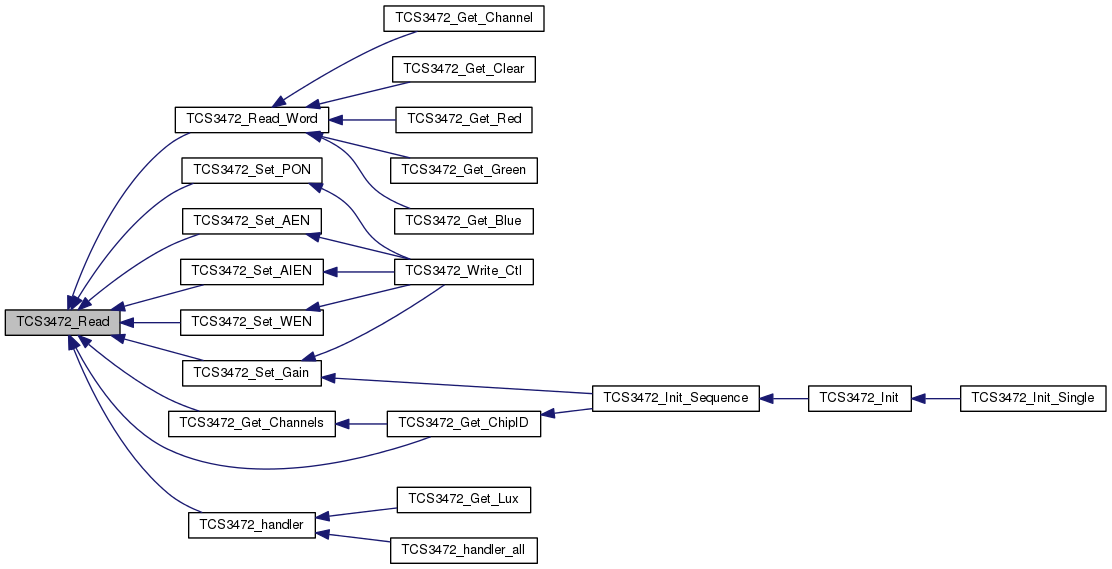 TCS3472_Get_Channel
TCS3472_Get_Clear
TCS3472_Read_Word
TCS3472_Get_Red
TCS3472_Set_PON
TCS3472_Get_Green
TCS3472_Set_AEN
TCS3472_Get_Blue
TCS3472_Set_AIEN
TCS3472_Write_Ctl
TCS3472_Read
TCS3472_Set_WEN
TCS3472_Set_Gain
TCS3472_Init_Sequence
TCS3472_Init
TCS3472_Init_Single
TCS3472_Get_Channels
TCS3472_Get_ChipID
TCS3472_Get_Lux
TCS3472_handler
TCS3472_handler_all